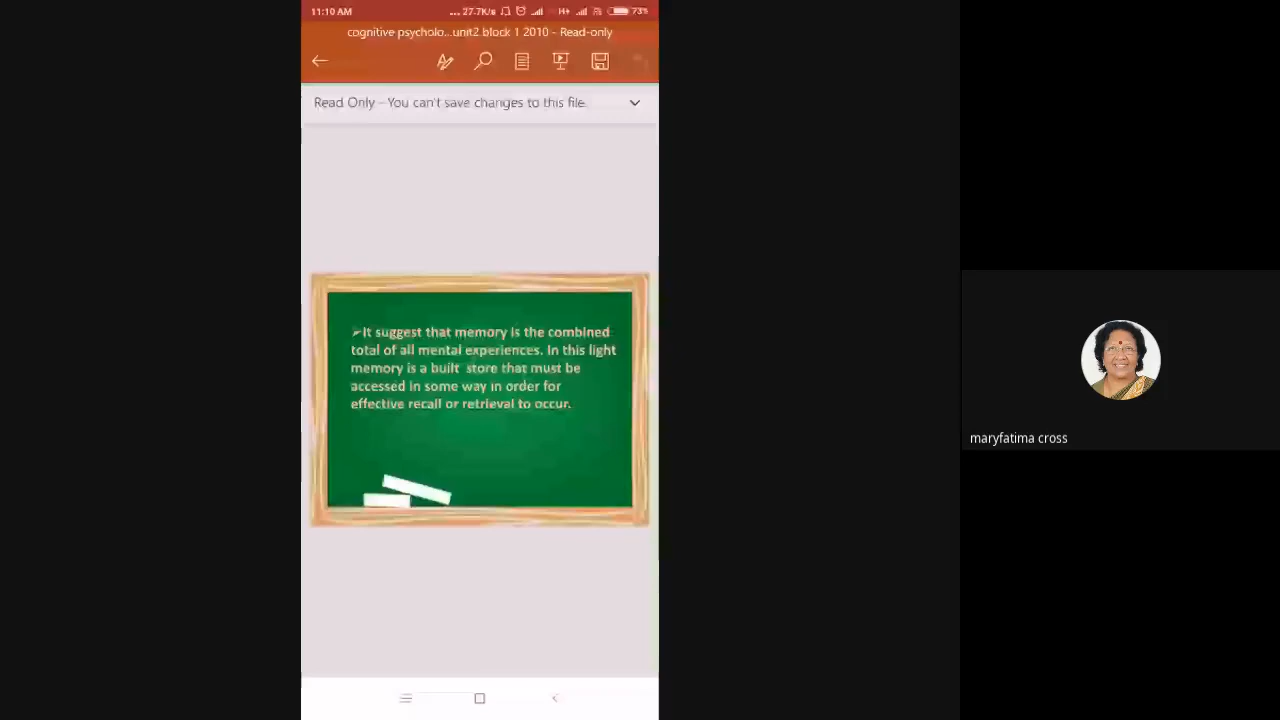 11:10 AM
... 27.7K/s
H+
73%
cognitive psycholo...unit2 block 1 2010 - Read-only
Read Only - You can't save changes to this file.
➢It suggest that memory is the combined
total of all mental experiences. In this light
memory is a built store that must be
accessed in some way in order for
effective recall or retrieval to occur.
maryfatima cross